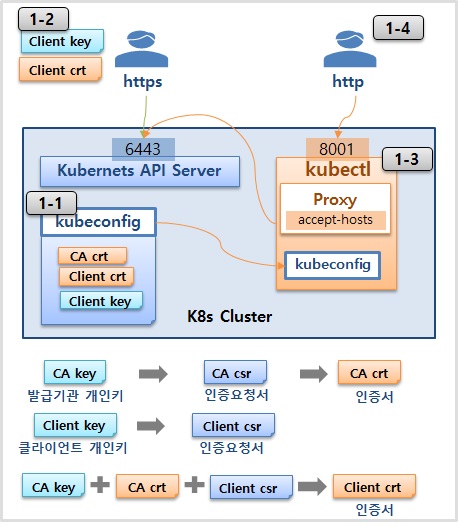 1-2
Client key
Client crt
https
1-4
http
6443
Kubernets API Server
8001
kubectl
1-3
Proxy
accept-hosts
1-1
kubeconfig
CA crt
Client crt
Client key
kubeconfig
K8s Cluster
CA key
CA csr
CA crt
발급기관 개인키
인증요청서
인증서
Client key
Client csr
클라이언트 개인키
인증요청서
CA key + CA crt + Client csr Client crt
인증서